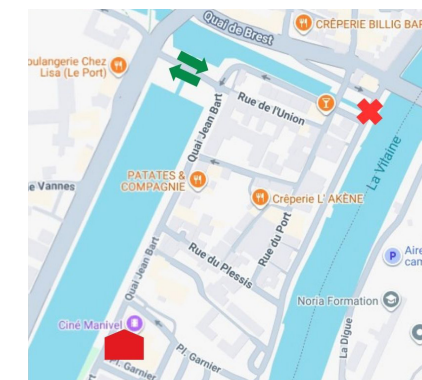 Quai de Brest
CRÊPERIE BILLIG BAR
oulangerie Chez
Lisa (Le Port)
Rue de l'Union
Quai Jean Bart
La Vilaine
PATATES &
COMPAGNIE
e Vannes
Crêperie L' AKÈNE
Rue du Port
Rue du Plessis
P
Aire
cam
Quai Jean Bart
Noria Formation
La Digue
Ciné Manivel
Pl. Garnier
Pl. Garnier